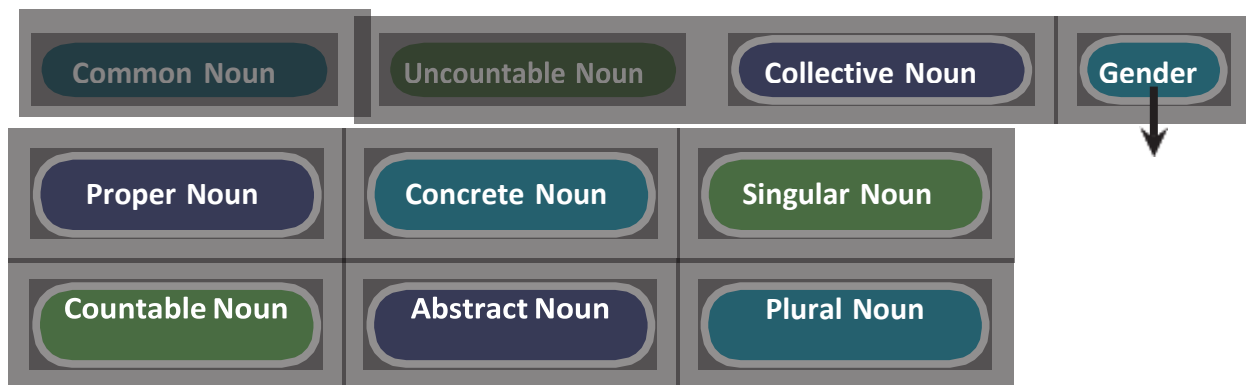 Common Noun Uncountable Noun Collective Noun Gender
Proper Noun Concrete Noun Singular Noun
Countable Noun Abstract Noun Plural Noun